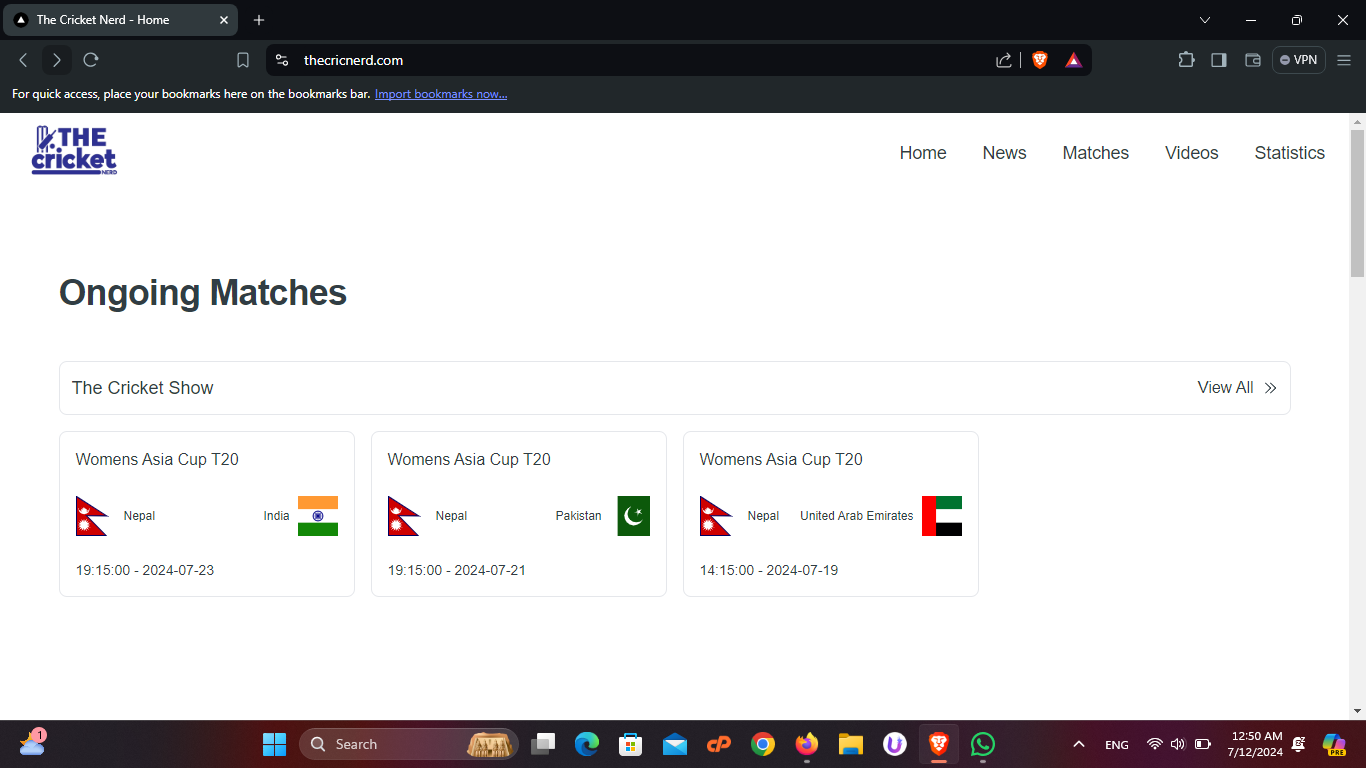 The Cricket Nerd - Home
thecricnerd.com
VPN
For quick access, place your bookmarks here on the bookmarks bar. Import bookmarks now...
THE
cricket
NERD
Home News Matches Videos Statistics
Ongoing Matches
The Cricket Show View All
Womens Asia Cup T20
Nepal India
19:15:00 - 2024-07-23
Womens Asia Cup T20
Nepal Pakistan
19:15:00 - 2024-07-21
Womens Asia Cup T20
Nepal United Arab Emirates
14:15:00 - 2024-07-19
1
Search
cP
U
ENG
12:50 AM
7/12/2024
PRE